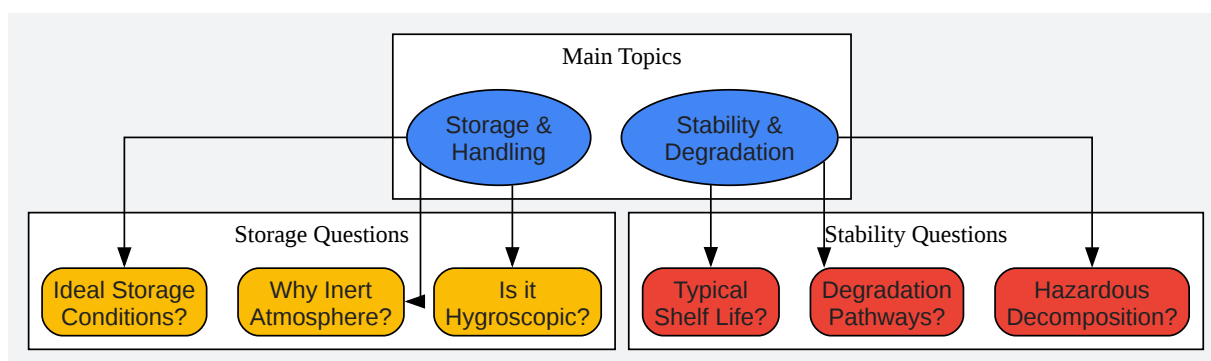 Main Topics
Storage &
Handling
Stability &
Degradation
Storage Questions
Ideal Storage
Conditions?
Why Inert
Atmosphere?
Is it
Hygroscopic?
Stability Questions
Typical
Shelf Life?
Degradation
Pathways?
Hazardous
Decomposition?